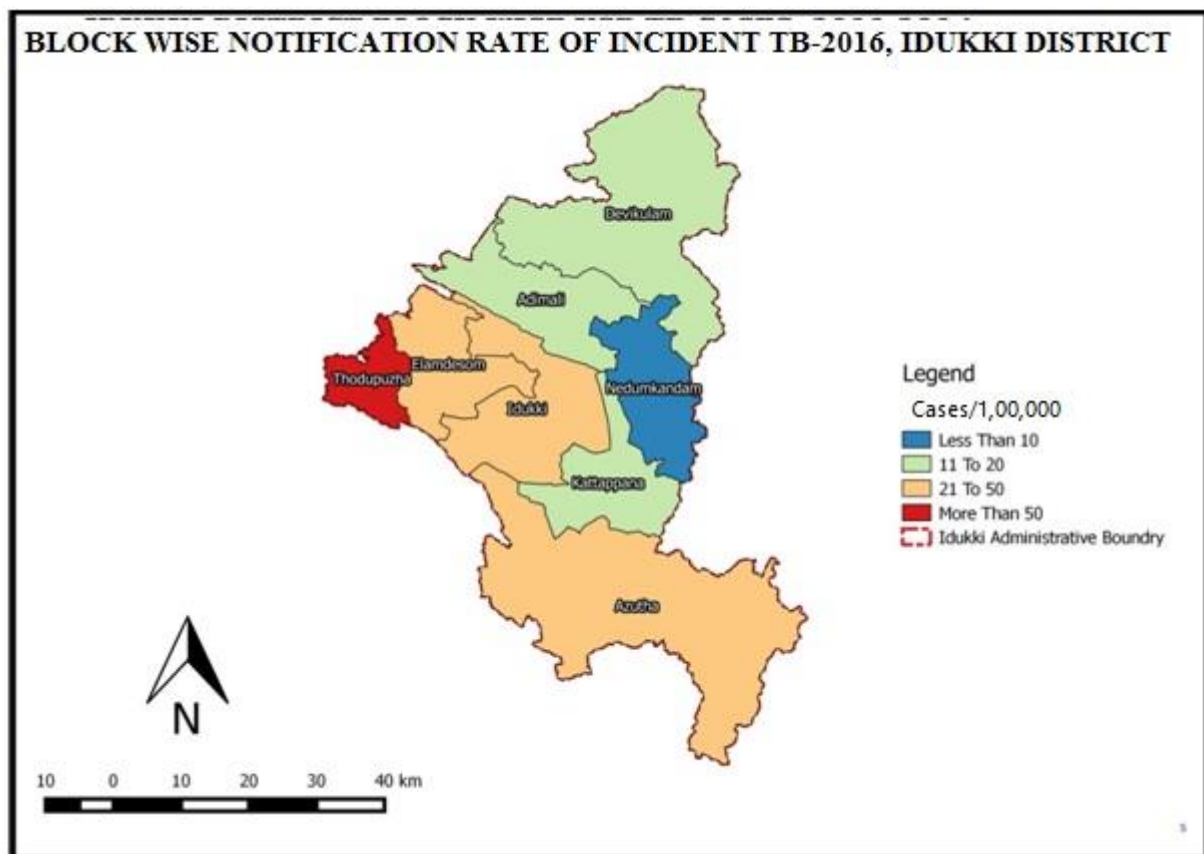 BLOCK WISE NOTIFICATION RATE OF INCIDENT TB-2016, IDUKKI DISTRICT
Devikulam
Adimali
Elamdesom
Thodupuzha
Nedumkandam
Idukki
Kattappana
Azutha
Legend
Cases/1,00,000
Less Than 10
11 To 20
21 To 50
More Than 50
Idukki Administrative Boundry
N
10 0 10 20 30 40 km